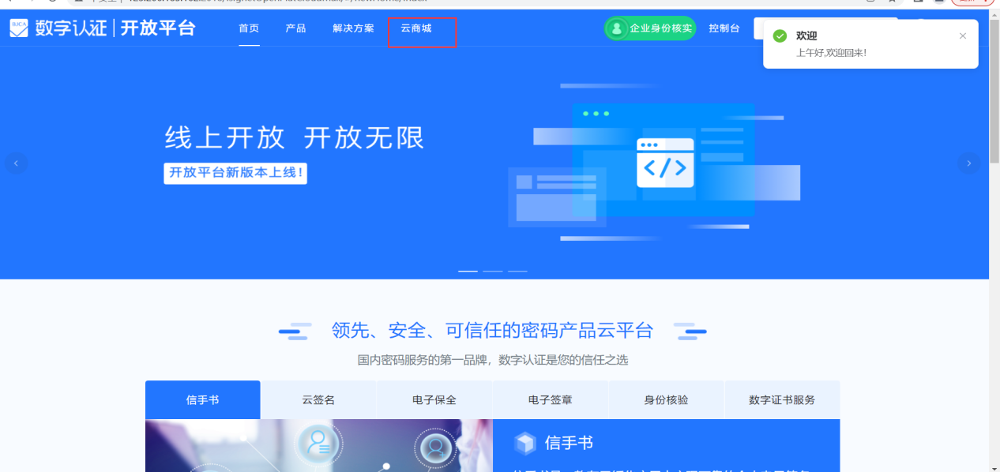 BJCA 数字认证 开放平台
首页 产品 解决方案 云商城
企业身份核实 控制台
欢迎
上午好,欢迎回来!
线上开放 开放无限
开放平台新版本上线!
</>
领先、安全、可信任的密码产品云平台
国内密码服务的第一品牌，数字认证是您的信任之选
信手书 云签名 电子保全 电子签章 身份核验 数字证书服务
信手书